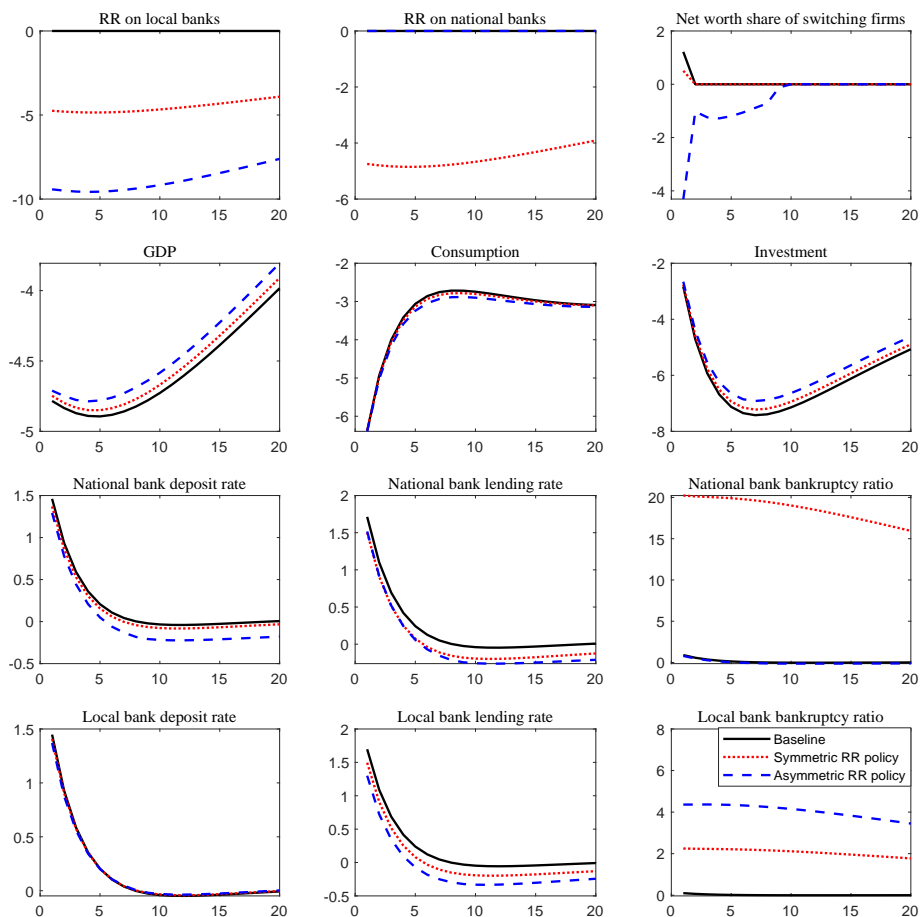 RR on local banks
0
-5
-10
0 5 10 15 20
RR on national banks
0
-2
-4
-6
0 5 10 15 20
Net worth share of switching firms
2
0
-2
-4
0 5 10 15 20
GDP
-4
-4.5
-5
0 5 10 15 20
Consumption
-2
-3
-4
-5
-6
0 5 10 15 20
Investment
-2
-4
-6
-8
0 5 10 15 20
National bank deposit rate
1.5
1
0.5
0
-0.5
0 5 10 15 20
National bank lending rate
2
1.5
1
0.5
0
0 5 10 15 20
National bank bankruptcy ratio
20
15
10
5
0
0 5 10 15 20
Local bank deposit rate
1.5
1
0.5
0
0 5 10 15 20
Local bank lending rate
2
1.5
1
0.5
0
-0.5
0 5 10 15 20
Local bank bankruptcy ratio
8
6
4
2
0
0 5 10 15 20
Baseline
Symmetric RR policy
Asymmetric RR policy